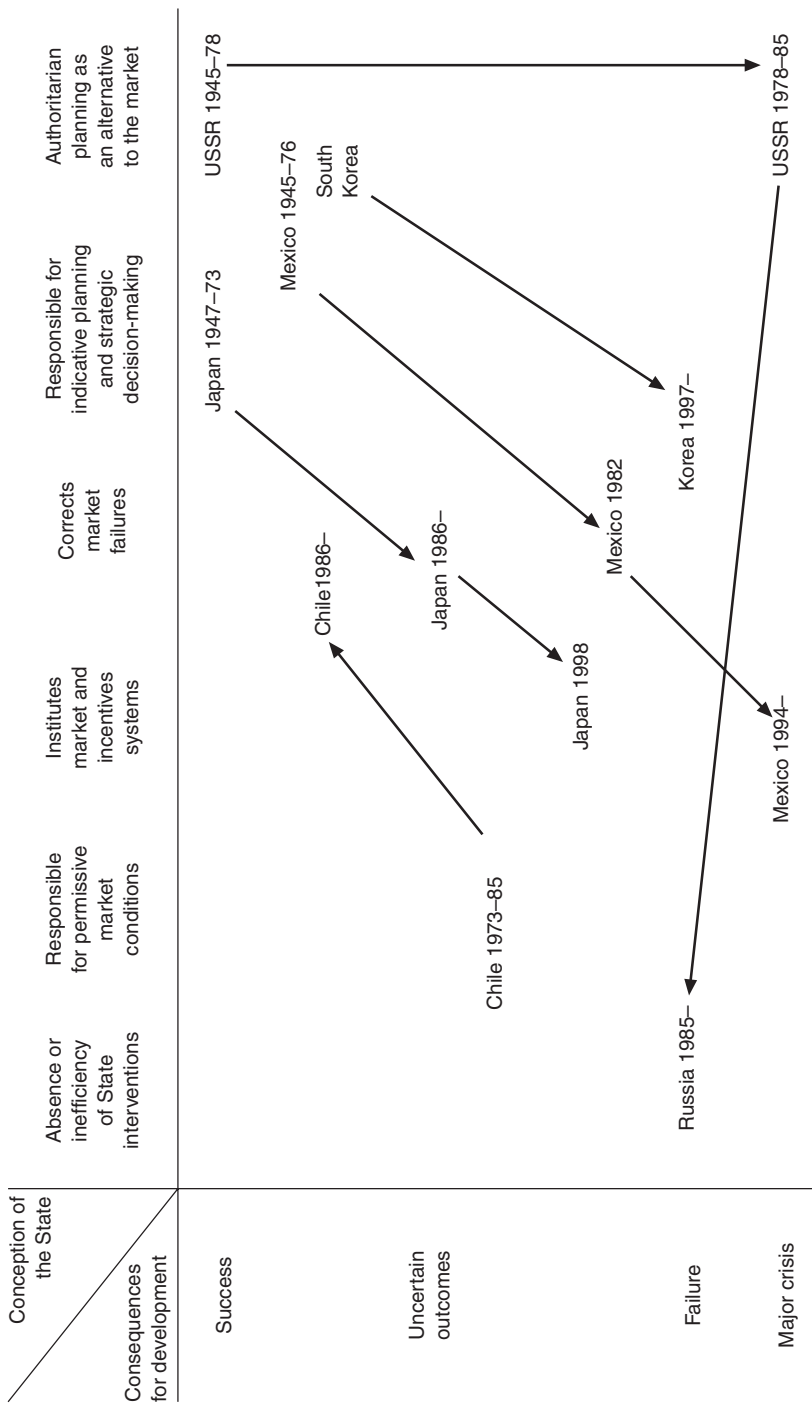 Conception of
the State
Consequences
for development
Absence or
inefficiency
of State
interventions
Responsible
for permissive
market
conditions
Institutes
market and
incentives
systems
Corrects
market
failures
Responsible for
indicative planning
and strategic
decision-making
Authoritarian
planning as
an alternative
to the market
Success
Japan 1947–73
USSR 1945–78
Mexico 1945–76
South
Korea
Chile1986–
Uncertain
outcomes
Japan 1986–
Chile 1973–85
Japan 1998
Mexico 1982
Failure
Russia 1985–
Korea 1997–
Major crisis
Mexico 1994–
USSR 1978–85